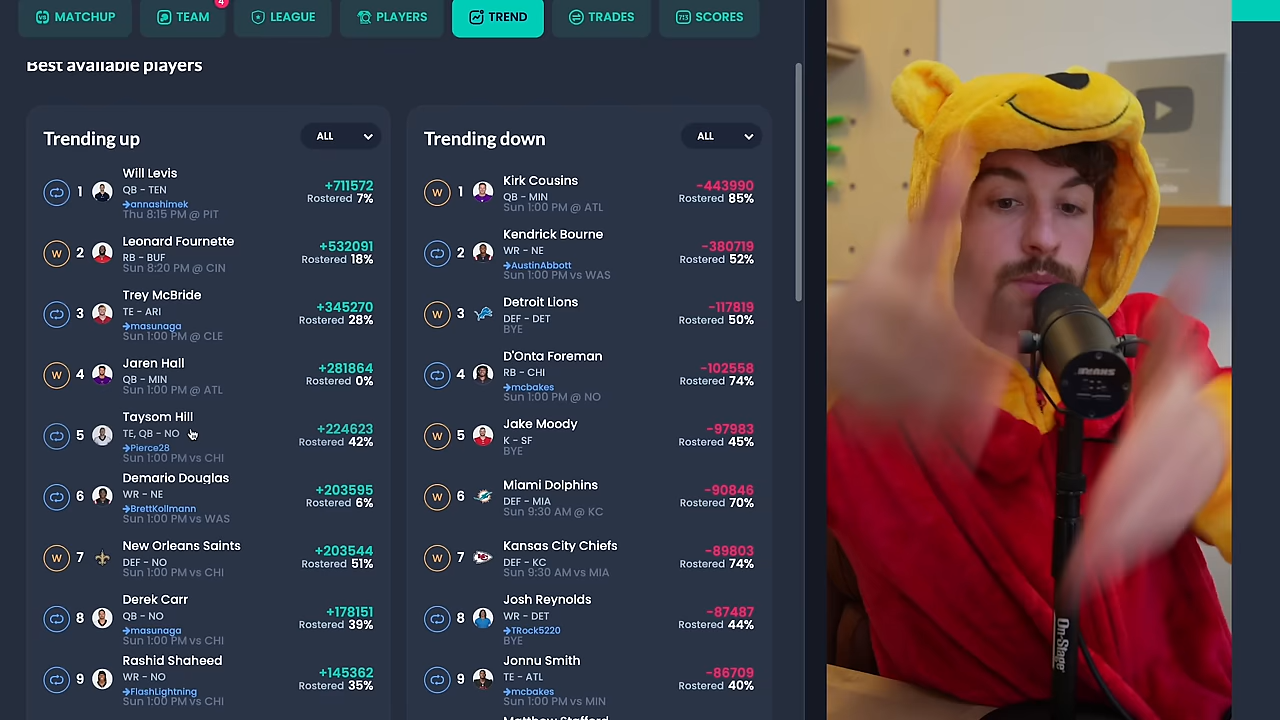 MATCHUP
TEAM
4
LEAGUE
PLAYERS
TREND
TRADES
SCORES
Best available players
Trending up
ALL
1
Will Levis
QB - TEN
annashimek
Thu 8:15 PM @ PIT
+711572
Rostered 7%
W
2
Leonard Fournette
RB - BUF
Sun 8:20 PM @ CIN
+532091
Rostered 18%
3
Trey McBride
TE - ARI
masunaga
Sun 1:00 PM @ CLE
+345270
Rostered 28%
W
4
Jaren Hall
QB - MIN
Sun 1:00 PM @ ATL
+281864
Rostered 0%
5
Taysom Hill
TE, QB - NO
Pierce28
Sun 1:00 PM vs CHI
+224623
Rostered 42%
6
Demario Douglas
WR - NE
BrettKollmann
Sun 1:00 PM vs WAS
+203595
Rostered 6%
W
7
New Orleans Saints
DEF - NO
Sun 1:00 PM vs CHI
+203544
Rostered 51%
8
Derek Carr
QB - NO
masunaga
Sun 1:00 PM vs CHI
+178151
Rostered 39%
9
Rashid Shaheed
WR - NO
FlashLightning
Sun 1:00 PM vs CHI
+145362
Rostered 35%
Trending down
ALL
W
1
Kirk Cousins
QB - MIN
Sun 1:00 PM @ ATL
-443990
Rostered 85%
2
Kendrick Bourne
WR - NE
AustinAbbott
Sun 1:00 PM vs WAS
-380719
Rostered 52%
W
3
Detroit Lions
DEF - DET
BYE
-117819
Rostered 50%
4
D'Onta Foreman
RB - CHI
mcbakes
Sun 1:00 PM @ NO
-102558
Rostered 74%
W
5
Jake Moody
K - SF
BYE
-97983
Rostered 45%
W
6
Miami Dolphins
DEF - MIA
Sun 9:30 AM @ KC
-90846
Rostered 70%
W
7
Kansas City Chiefs
DEF - KC
Sun 9:30 AM vs MIA
-89803
Rostered 74%
8
Josh Reynolds
WR - DET
TRock5220
BYE
-87487
Rostered 44%
9
Jonnu Smith
TE - ATL
mcbakes
Sun 1:00 PM vs MIN
-86709
Rostered 40%
Matthew Stafford
SHURE
On-Stage